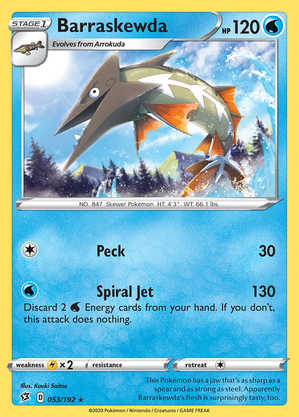 STAGE 1 Barraskewda HP 120
Evolves from Arrokuda
NO. 847. Skewer Pokémon HT. 4'3" WT. 66.1 lbs.
Peck 30
Spiral Jet 130
Discard 2 Energy cards from your hand. If you don't,
this attack does nothing.
weakness ×2 resistance retreat
Illus. Kouki Saitou
D 053/192 ★
This Pokémon has a jaw that's as sharp as a
spear and as strong as steel. Apparently
Barraskewda's flesh is surprisingly tasty, too.
©2020 Pokémon / Nintendo / Creatures / GAME FREAK